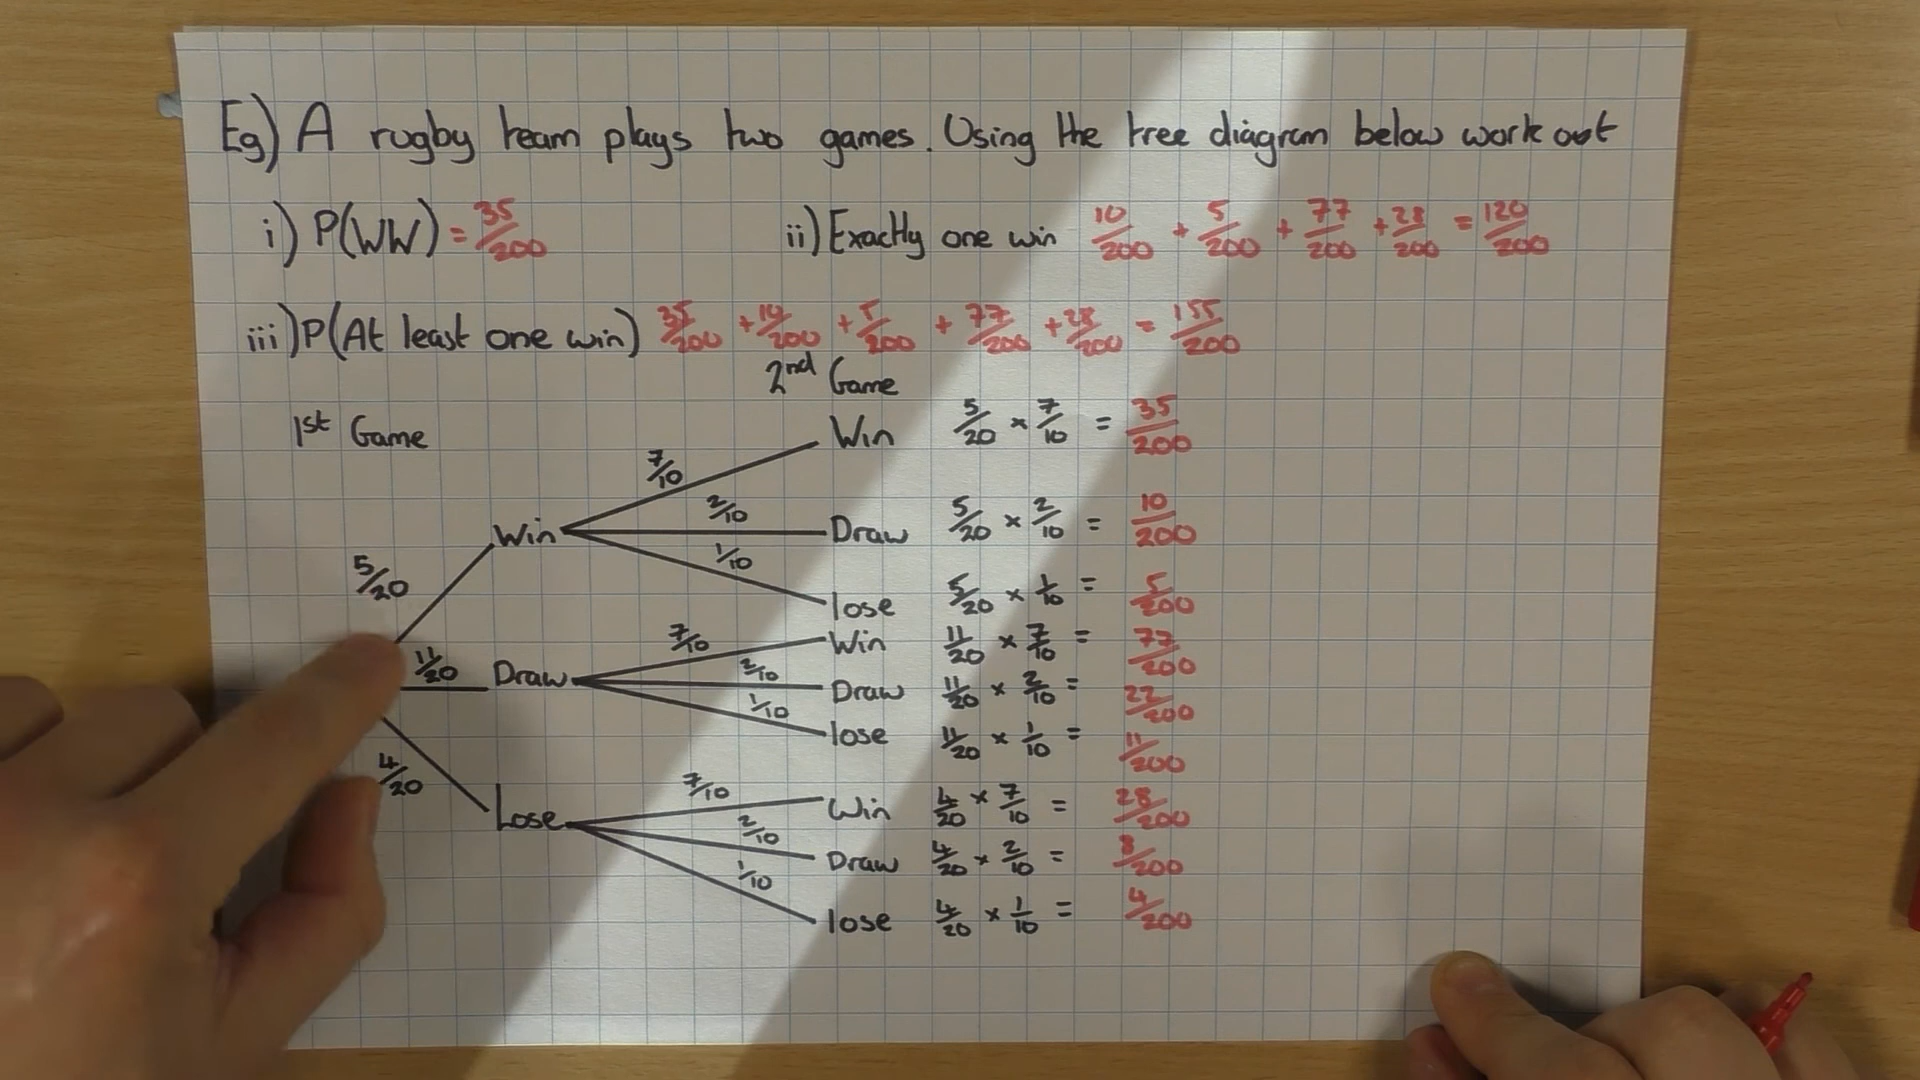 Eg) A rugby team plays two games. Using the tree diagram below work out
i) P(WW) = 35/200 ii) Exactly one win 10/200 + 5/200 + 77/200 + 28/200 = 120/200
iii) P(At least one win) 35/200 + 10/200 + 5/200 + 77/200 + 28/200 = 155/200
2nd Game
1st Game
7/10 Win 5/20 × 7/10 = 35/200
5/20 Win 2/10 Draw 5/20 × 2/10 = 10/200
1/10 lose 5/20 × 1/10 = 5/200
7/10 Win 11/20 × 7/10 = 77/200
11/20 Draw 2/10 Draw 11/20 × 2/10 = 22/200
1/10 lose 11/20 × 1/10 = 11/200
7/10 Win 4/20 × 7/10 = 28/200
4/20 Lose 2/10 Draw 4/20 × 2/10 = 8/200
1/10 lose 4/20 × 1/10 = 4/200